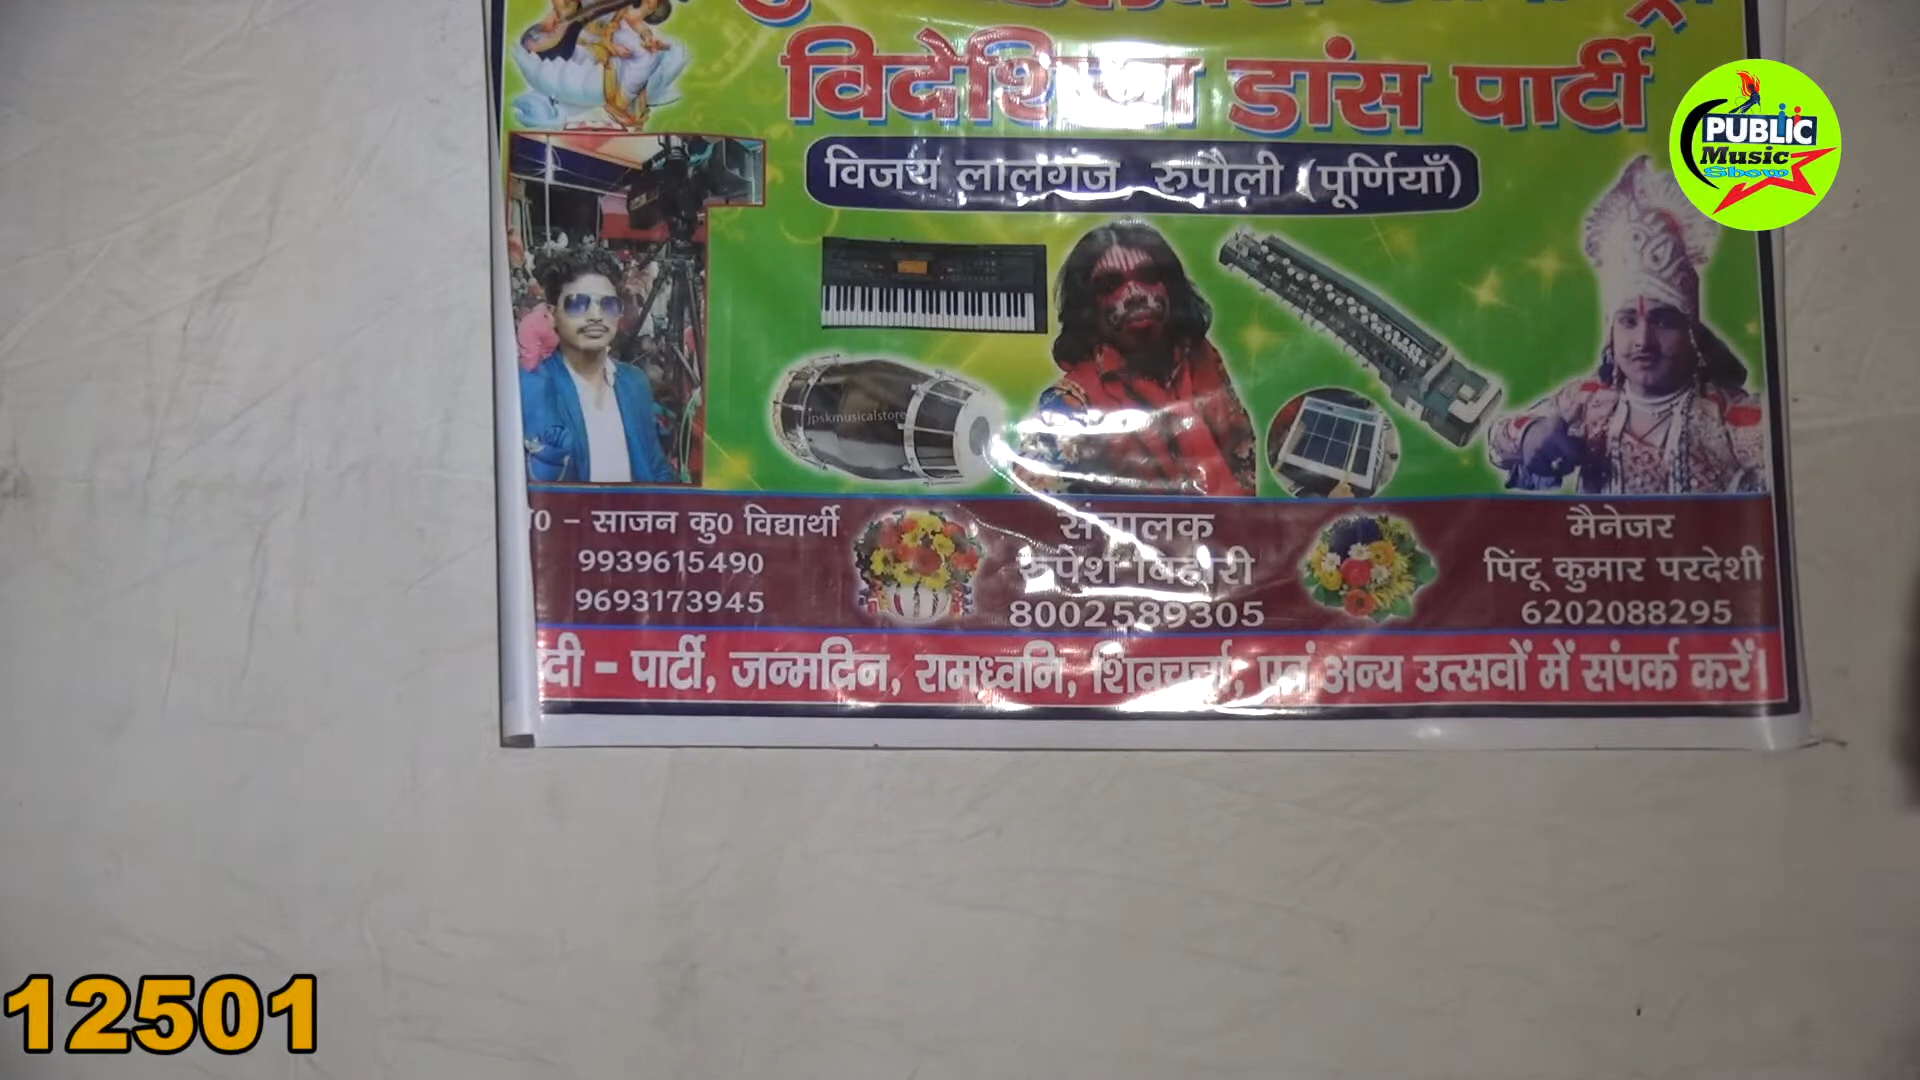 विदेशिया डांस पार्टी
PUBLIC
Music
Show
विजय लालगंज, रुपौली (पूर्णियाँ)
jpskmusicalstore
0 – साजन कु0 विद्यार्थी
9939615490
9693173945
संचालक
रुपेश बिहारी
8002589305
मैनेजर
पिंटू कुमार परदेशी
6202088295
दी – पार्टी, जन्मदिन, रामध्वनि, शिवचर्चा, एवं अन्य उत्सवों में संपर्क करें।
12501